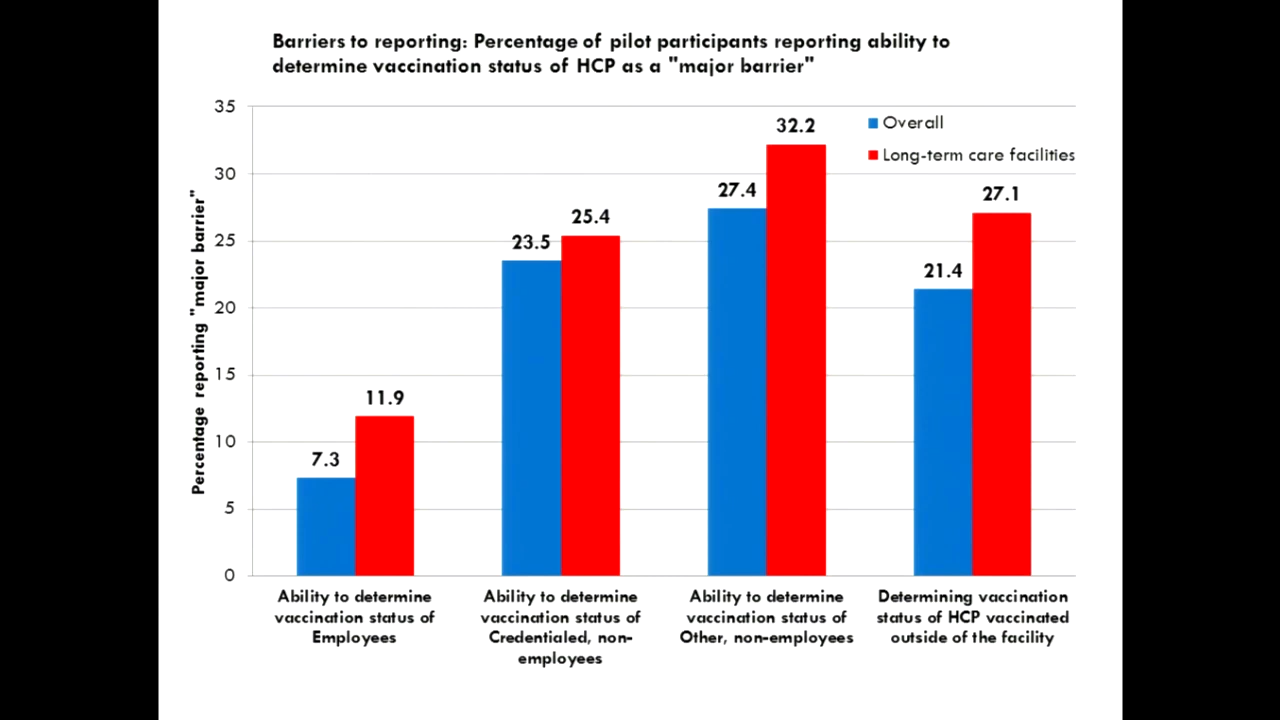 Barriers to reporting: Percentage of pilot participants reporting ability to
determine vaccination status of HCP as a "major barrier"
Percentage reporting "major barrier"
35
30
25
20
15
10
5
0
Overall
Long-term care facilities
7.3
11.9
23.5
25.4
27.4
32.2
21.4
27.1
Ability to determine
vaccination status of
Employees
Ability to determine
vaccination status of
Credentialed, non-
employees
Ability to determine
vaccination status of
Other, non-employees
Determining vaccination
status of HCP vaccinated
outside of the facility